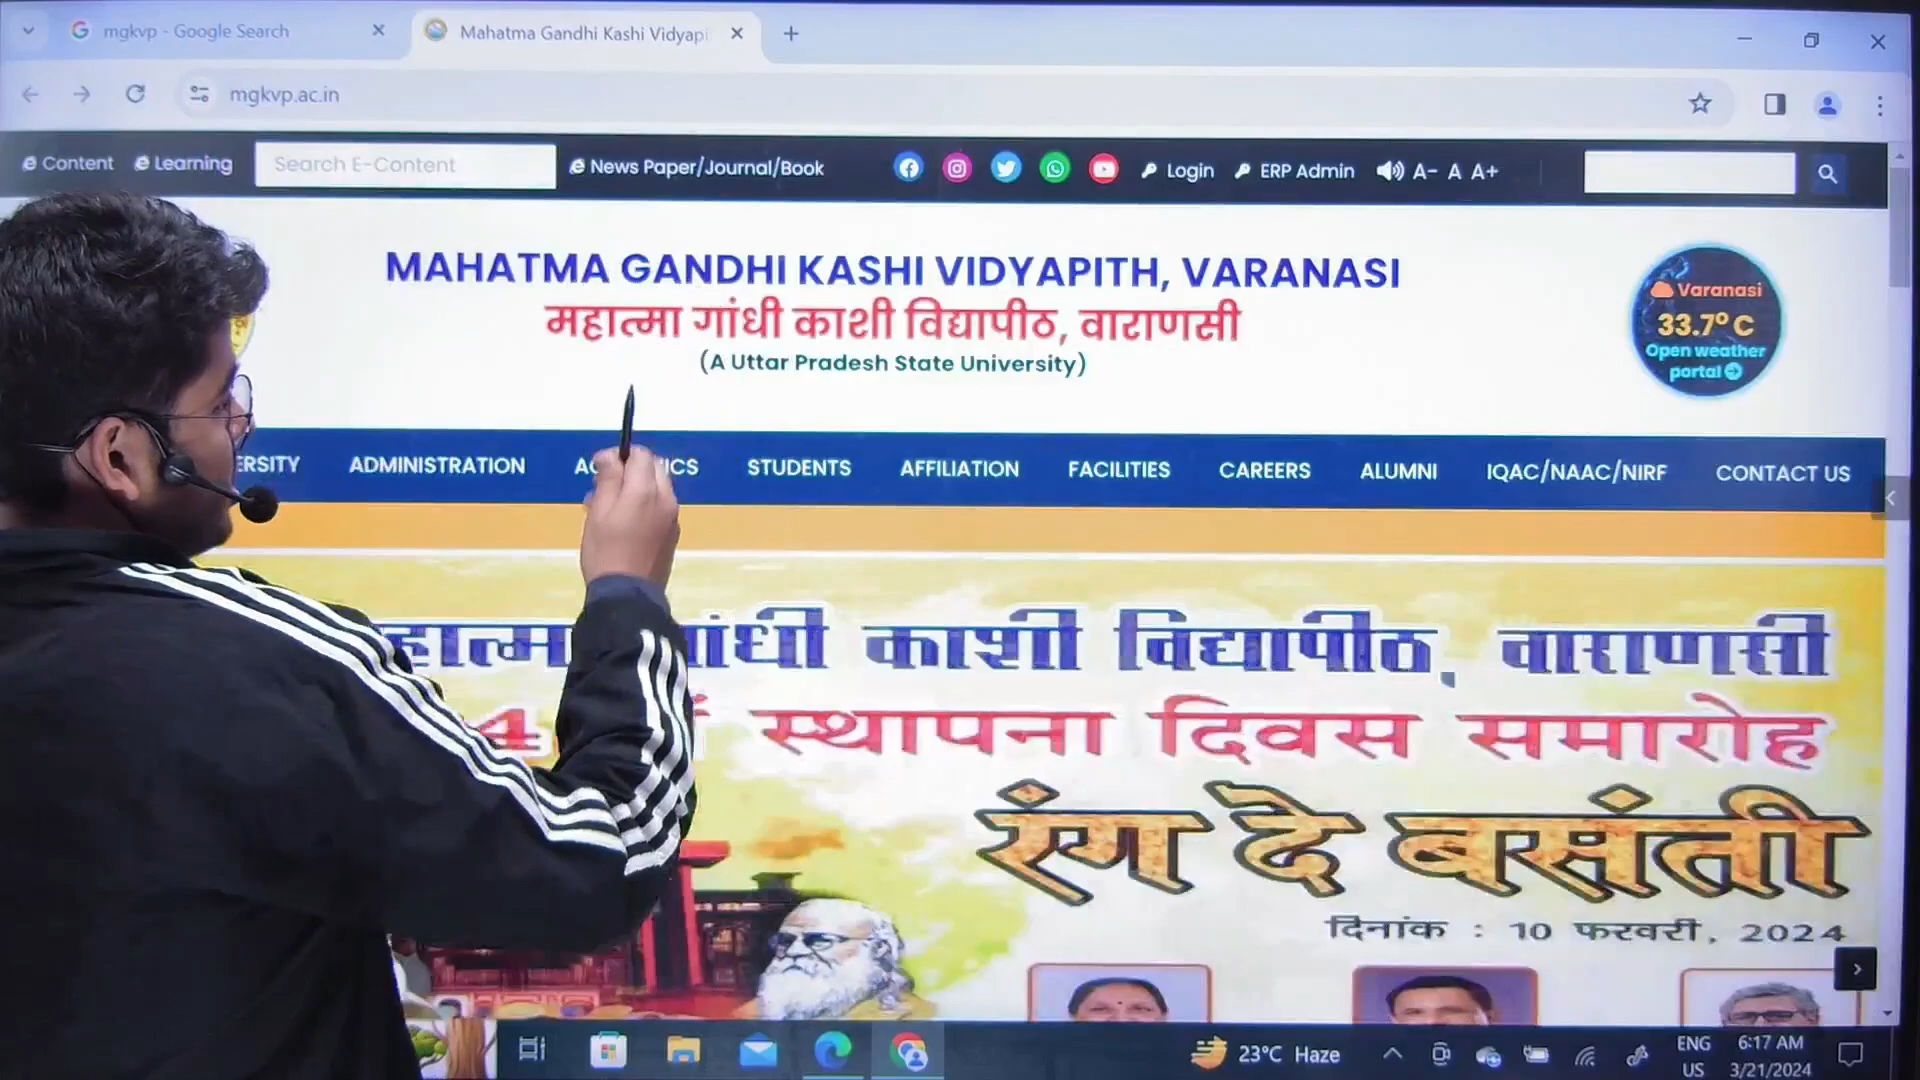 mgkvp - Google Search
Mahatma Gandhi Kashi Vidyapi
mgkvp.ac.in
Content
Learning
Search E-Content
News Paper/Journal/Book
Login
ERP Admin
A- A A+
MAHATMA GANDHI KASHI VIDYAPITH, VARANASI
महात्मा गांधी काशी विद्यापीठ, वाराणसी
(A Uttar Pradesh State University)
Varanasi
33.7° C
Open weather
portal
ERSITY
ADMINISTRATION
STUDENTS
AFFILIATION
FACILITIES
CAREERS
ALUMNI
IQAC/NAAC/NIRF
CONTACT US
काशी विद्यापीठ, वाराणसी
स्थापना दिवस समारोह
रंग दे बसंती
दिनांक : 10 फरवरी, 2024
23°C Haze
ENG
US
6:17 AM
3/21/2024